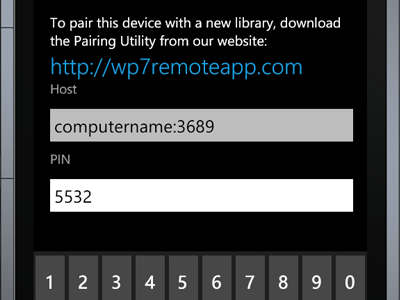 To pair this device with a new library, download
the Pairing Utility from our website:
http://wp7remoteapp.com
Host
computername:3689
PIN
5532
1 2 3 4 5 6 7 8 9 0